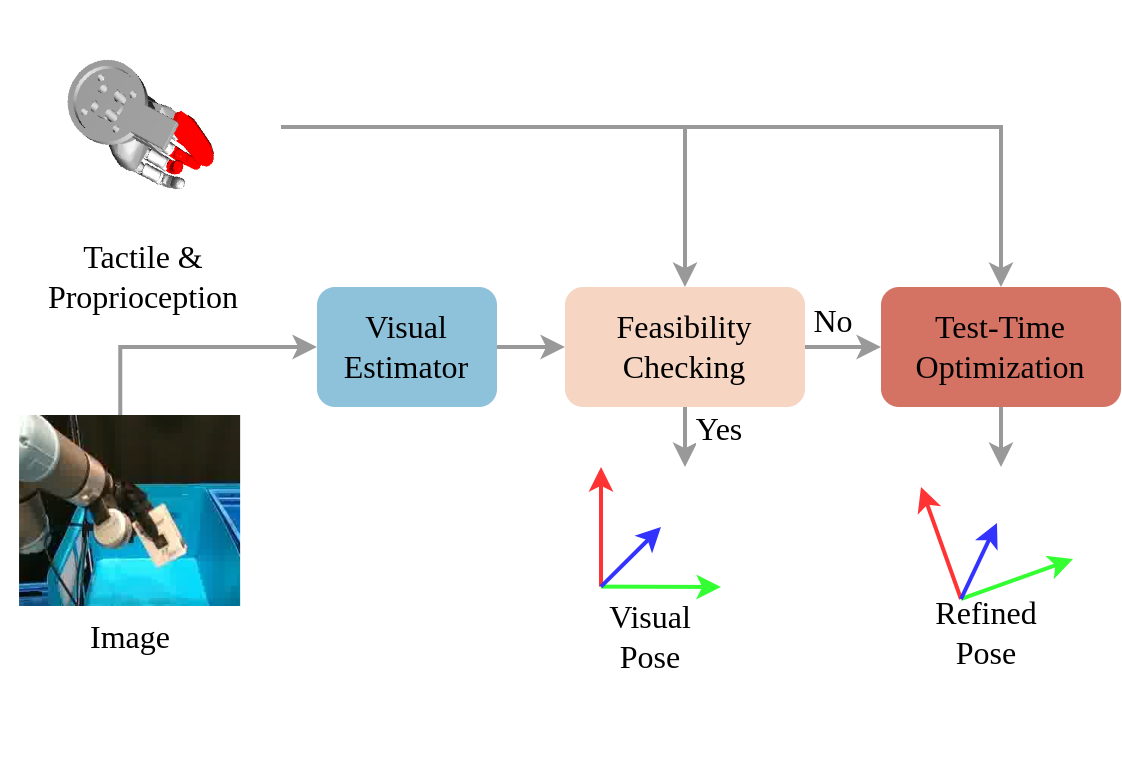 Tactile &
Proprioception
Visual
Estimator
Feasibility
Checking
No
Test-Time
Optimization
Yes
Image
Visual
Pose
Refined
Pose